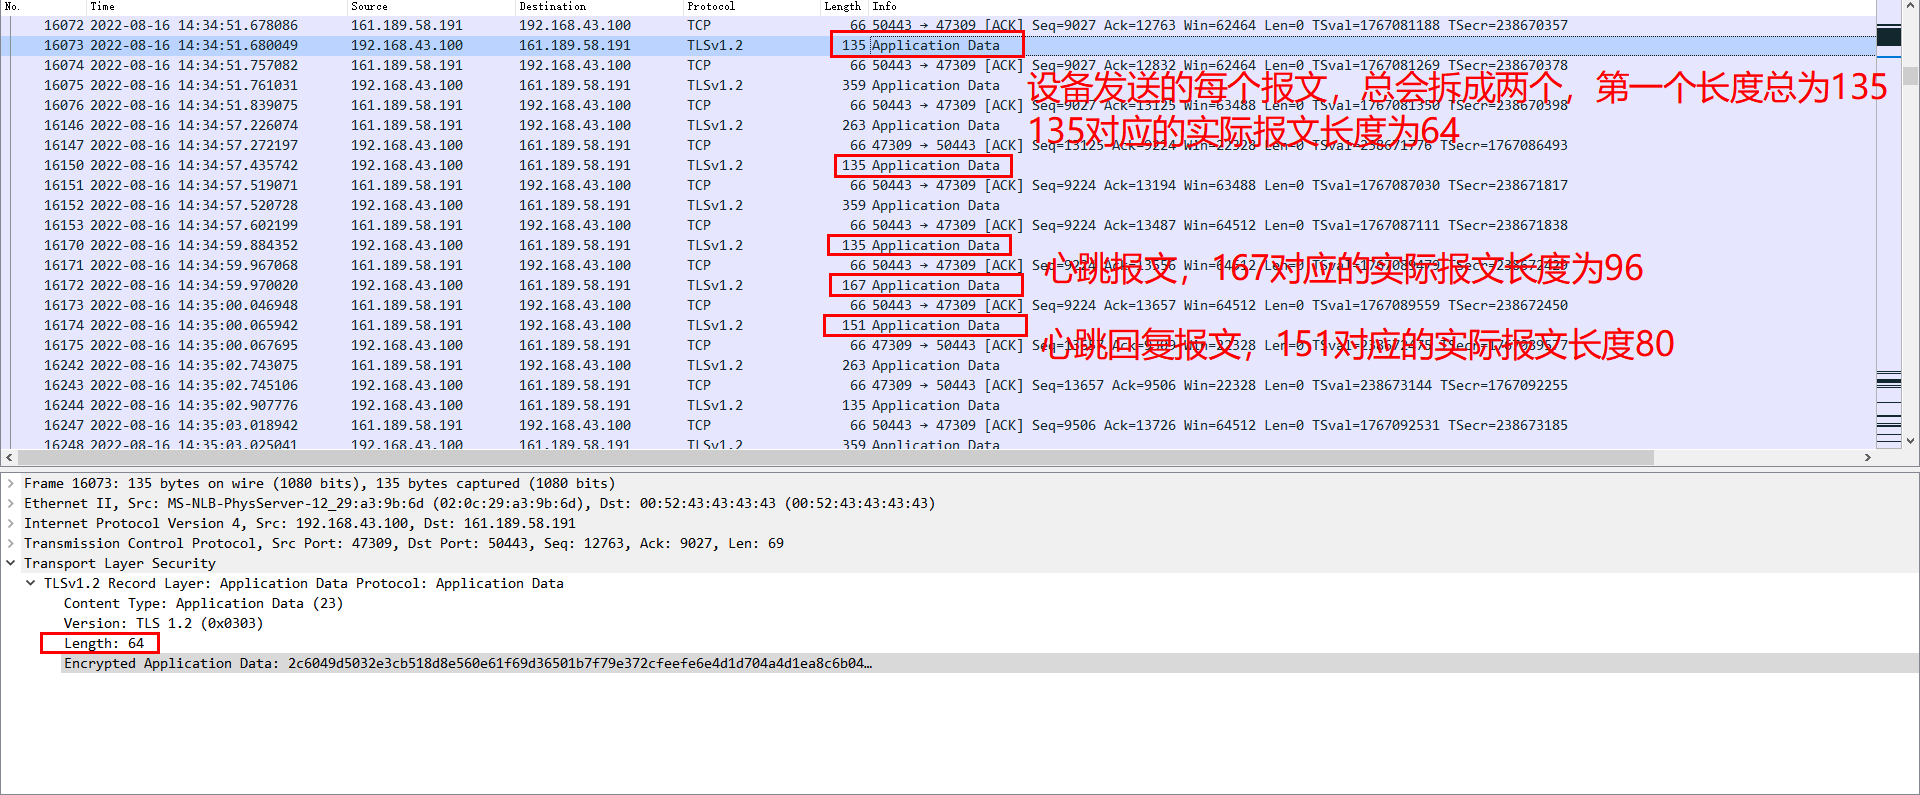 No. Time Source Destination Protocol Length Info
16072 2022-08-16 14:34:51.678086 161.189.58.191 192.168.43.100 TCP 66 50443 → 47309 [ACK] Seq=9027 Ack=12763 Win=62464 Len=0 TSval=1767081188 TSecr=238670357
16073 2022-08-16 14:34:51.680049 192.168.43.100 161.189.58.191 TLSv1.2 135 Application Data
16074 2022-08-16 14:34:51.757082 161.189.58.191 192.168.43.100 TCP 66 50443 → 47309 [ACK] Seq=9027 Ack=12832 Win=62464 Len=0 TSval=1767081269 TSecr=238670378
16075 2022-08-16 14:34:51.761031 192.168.43.100 161.189.58.191 TLSv1.2 359 Application Data
设备发送的每个报文，总会拆成两个，第一个长度总为135
16076 2022-08-16 14:34:51.839075 161.189.58.191 192.168.43.100 TCP 66 50443 → 47309 [ACK] Seq=9027 Ack=13125 Win=63488 Len=0 TSval=1767081350 TSecr=238670398
16146 2022-08-16 14:34:57.226074 161.189.58.191 192.168.43.100 TLSv1.2 263 Application Data
135对应的实际报文长度为64
16147 2022-08-16 14:34:57.272197 192.168.43.100 161.189.58.191 TCP 66 47309 → 50443 [ACK] Seq=13125 Ack=9224 Win=22328 Len=0 TSval=238671776 TSecr=1767086493
16150 2022-08-16 14:34:57.435742 192.168.43.100 161.189.58.191 TLSv1.2 135 Application Data
16151 2022-08-16 14:34:57.519071 161.189.58.191 192.168.43.100 TCP 66 50443 → 47309 [ACK] Seq=9224 Ack=13194 Win=63488 Len=0 TSval=1767087030 TSecr=238671817
16152 2022-08-16 14:34:57.520728 192.168.43.100 161.189.58.191 TLSv1.2 359 Application Data
16153 2022-08-16 14:34:57.602199 161.189.58.191 192.168.43.100 TCP 66 50443 → 47309 [ACK] Seq=9224 Ack=13487 Win=64512 Len=0 TSval=1767087111 TSecr=238671838
16170 2022-08-16 14:34:59.884352 192.168.43.100 161.189.58.191 TLSv1.2 135 Application Data
16171 2022-08-16 14:34:59.967068 161.189.58.191 192.168.43.100 TCP 66 50443 → 47309 [ACK] Seq=9224 Ack=13556 Win=64512 Len=0 TSval=1767089479 TSecr=238672429
心跳报文，167对应的实际报文长度为96
16172 2022-08-16 14:34:59.970020 192.168.43.100 161.189.58.191 TLSv1.2 167 Application Data
16173 2022-08-16 14:35:00.046948 161.189.58.191 192.168.43.100 TCP 66 50443 → 47309 [ACK] Seq=9224 Ack=13657 Win=64512 Len=0 TSval=1767089559 TSecr=238672450
16174 2022-08-16 14:35:00.065942 161.189.58.191 192.168.43.100 TLSv1.2 151 Application Data
心跳回复报文，151对应的实际报文长度80
16175 2022-08-16 14:35:00.067695 192.168.43.100 161.189.58.191 TCP 66 47309 → 50443 [ACK] Seq=13657 Ack=9309 Win=22328 Len=0 TSval=238672475 TSecr=1767089577
16242 2022-08-16 14:35:02.743075 161.189.58.191 192.168.43.100 TLSv1.2 263 Application Data
16243 2022-08-16 14:35:02.745106 192.168.43.100 161.189.58.191 TCP 66 47309 → 50443 [ACK] Seq=13657 Ack=9506 Win=22328 Len=0 TSval=238673144 TSecr=1767092255
16244 2022-08-16 14:35:02.907776 192.168.43.100 161.189.58.191 TLSv1.2 135 Application Data
16247 2022-08-16 14:35:03.018942 161.189.58.191 192.168.43.100 TCP 66 50443 → 47309 [ACK] Seq=9506 Ack=13726 Win=64512 Len=0 TSval=1767092531 TSecr=238673185
16248 2022-08-16 14:35:03.025041 192.168.43.100 161.189.58.191 TLSv1.2 359 Application Data
Frame 16073: 135 bytes on wire (1080 bits), 135 bytes captured (1080 bits)
Ethernet II, Src: MS-NLB-PhysServer-12_29:a3:9b:6d (02:0c:29:a3:9b:6d), Dst: 00:52:43:43:43:43 (00:52:43:43:43:43)
Internet Protocol Version 4, Src: 192.168.43.100, Dst: 161.189.58.191
Transmission Control Protocol, Src Port: 47309, Dst Port: 50443, Seq: 12763, Ack: 9027, Len: 69
Transport Layer Security
TLSv1.2 Record Layer: Application Data Protocol: Application Data
Content Type: Application Data (23)
Version: TLS 1.2 (0x0303)
Length: 64
Encrypted Application Data: 2c6049d5032e3cb518d8e560e61f69d36501b7f79e372cfeefe6e4d1d704a4d1ea8c6b04…